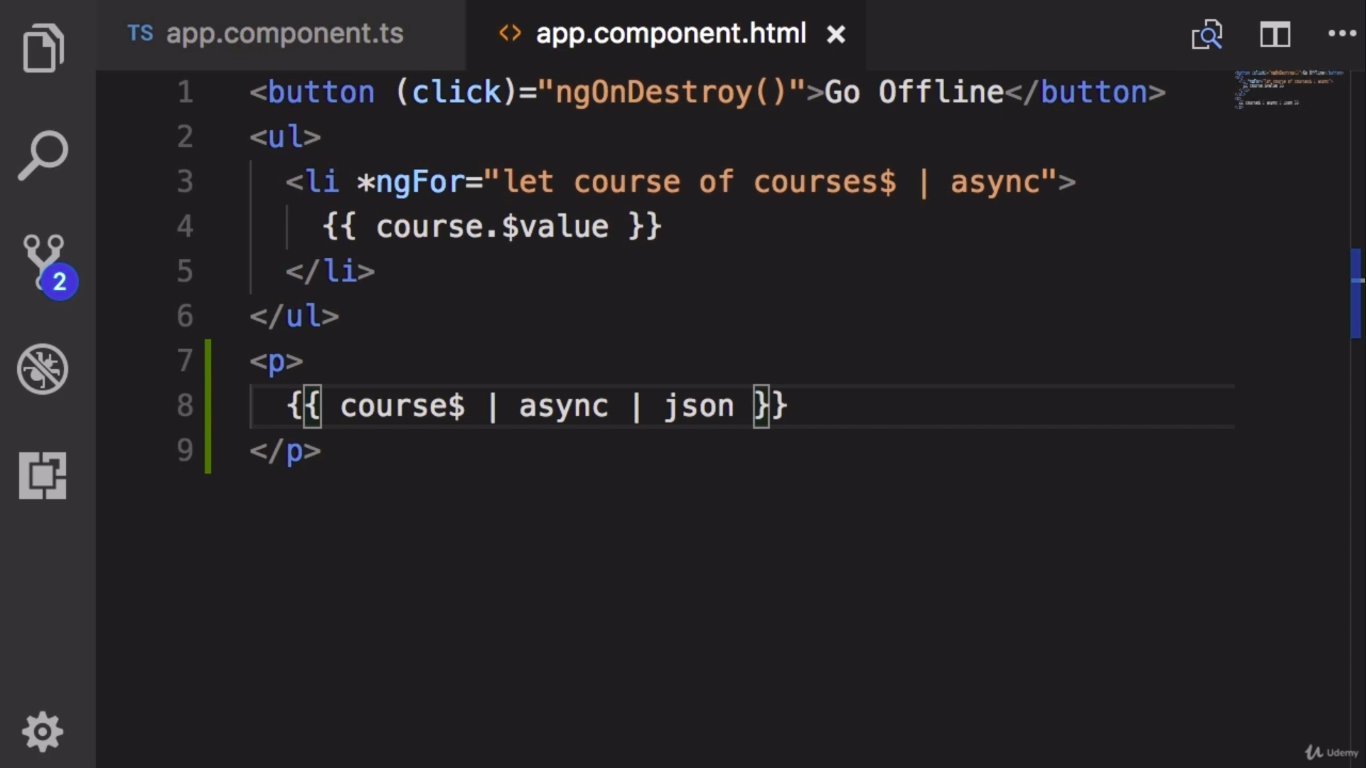 TS app.component.ts <> app.component.html
1 <button (click)="ngOnDestroy()">Go Offline</button>
2 <ul>
3 <li *ngFor="let course of courses$ | async">
4 {{ course.$value }}
5 </li>
6 </ul>
7 <p>
8 {{ course$ | async | json }}
9 </p>
2
Udemy